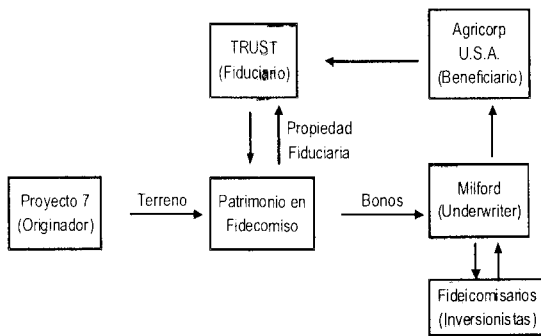 TRUST
(Fiduciario)
Agricorp
U.S.A.
(Beneficiario)
Propiedad
Fiduciaria
Proyecto 7
(Originador)
Terreno
Patrimonio en
Fidecomiso
Bonos
Milford
(Underwriter)
Fideicomisarios
(Inversionistas)